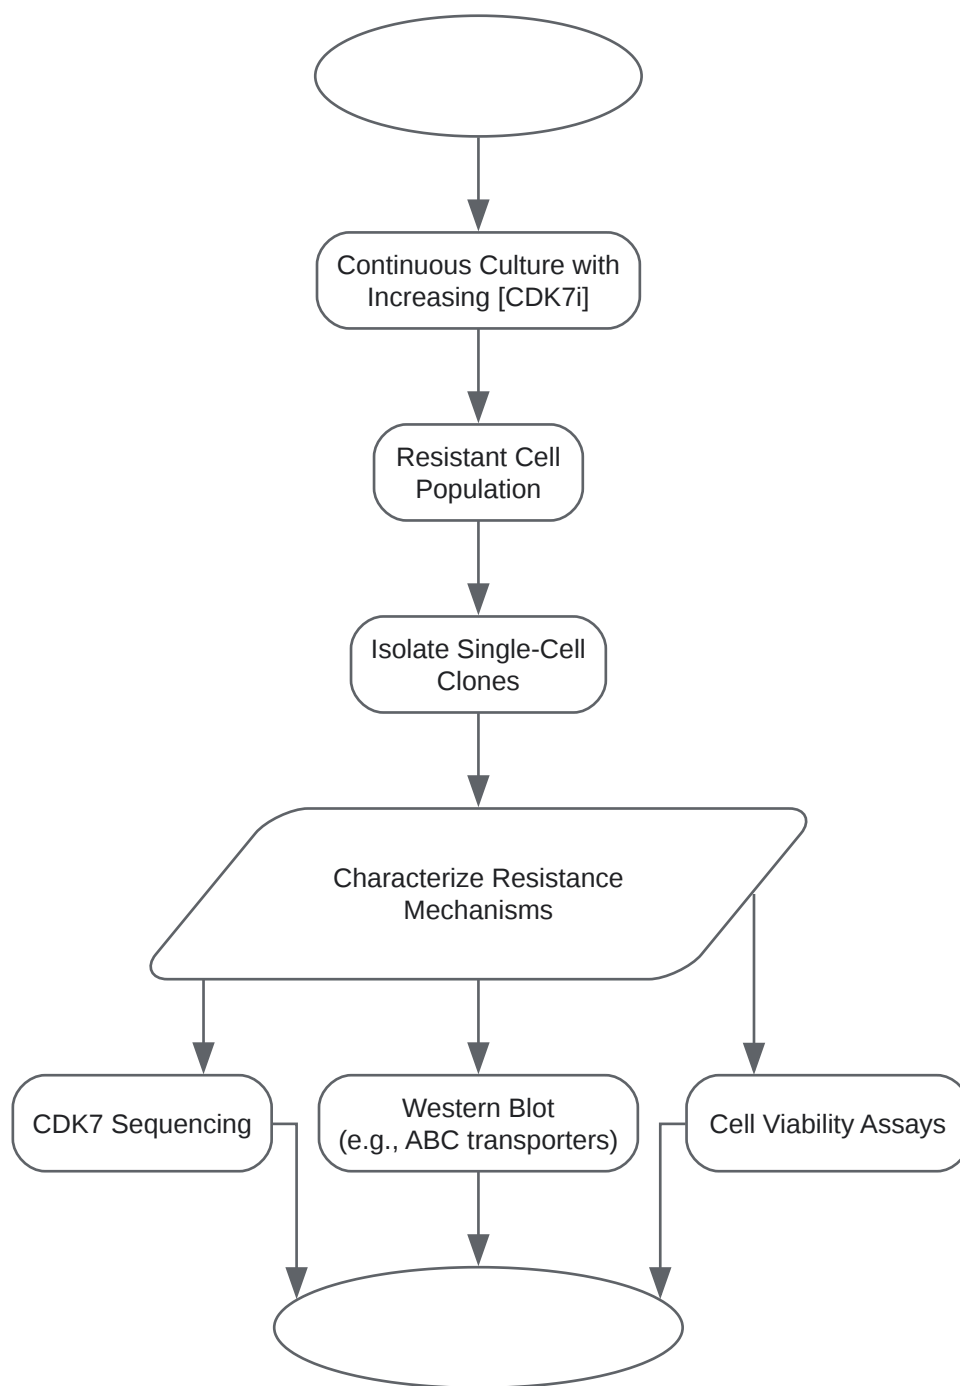 Continuous Culture with
Increasing [CDK7i]
Resistant Cell
Population
Isolate Single-Cell
Clones
Characterize Resistance
Mechanisms
CDK7 Sequencing
Western Blot
(e.g., ABC transporters)
Cell Viability Assays